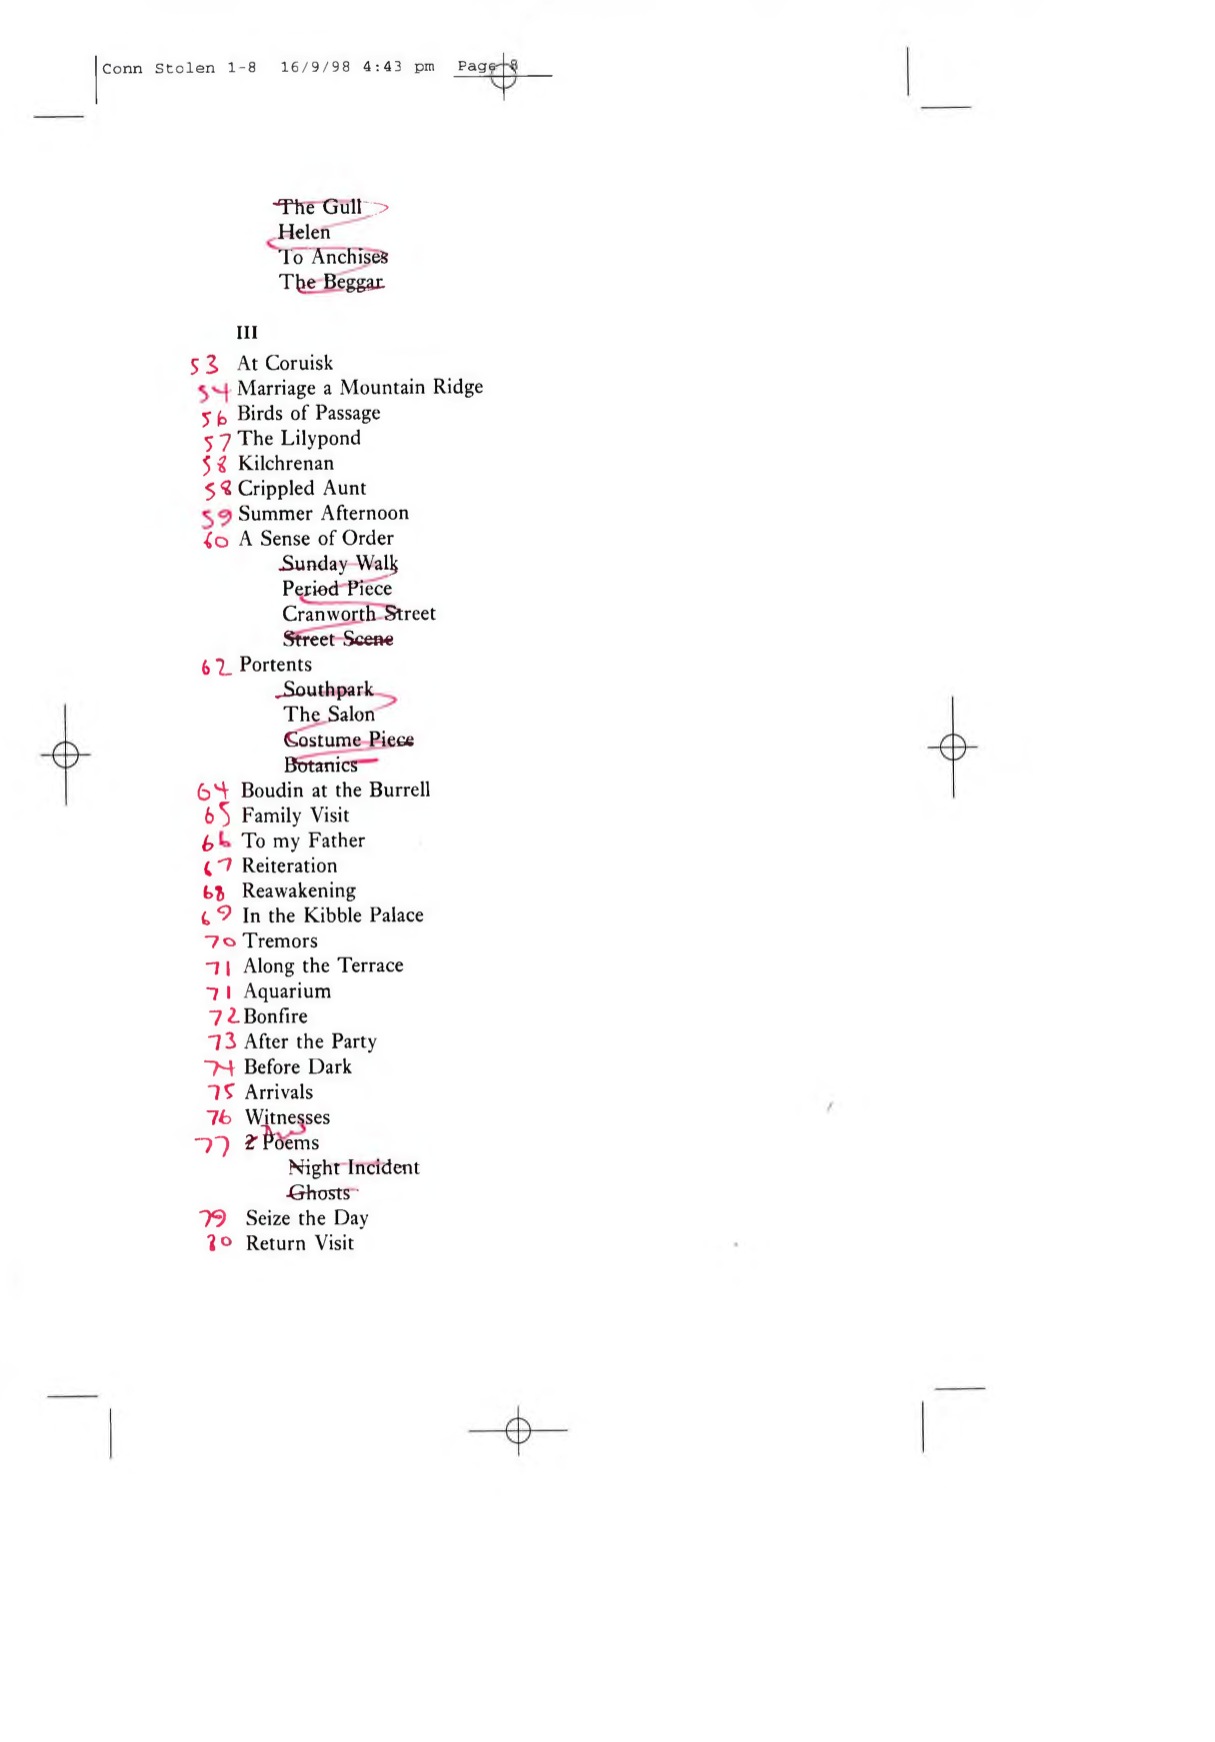 Conn Stolen 1-8 16/9/98 4:43 pm Page 8
The Gull
Helen
To Anchises
The Beggar
III
53 At Coruisk
54 Marriage a Mountain Ridge
56 Birds of Passage
57 The Lilypond
58 Kilchrenan
58 Crippled Aunt
59 Summer Afternoon
60 A Sense of Order
Sunday Walk
Period Piece
Cranworth Street
Street Scene
62 Portents
Southpark
The Salon
Costume Piece
Botanics
64 Boudin at the Burrell
65 Family Visit
66 To my Father
67 Reiteration
68 Reawakening
69 In the Kibble Palace
70 Tremors
71 Along the Terrace
71 Aquarium
72 Bonfire
73 After the Party
74 Before Dark
75 Arrivals
76 Witnesses
77 2 Poems
Night Incident
Ghosts
79 Seize the Day
80 Return Visit